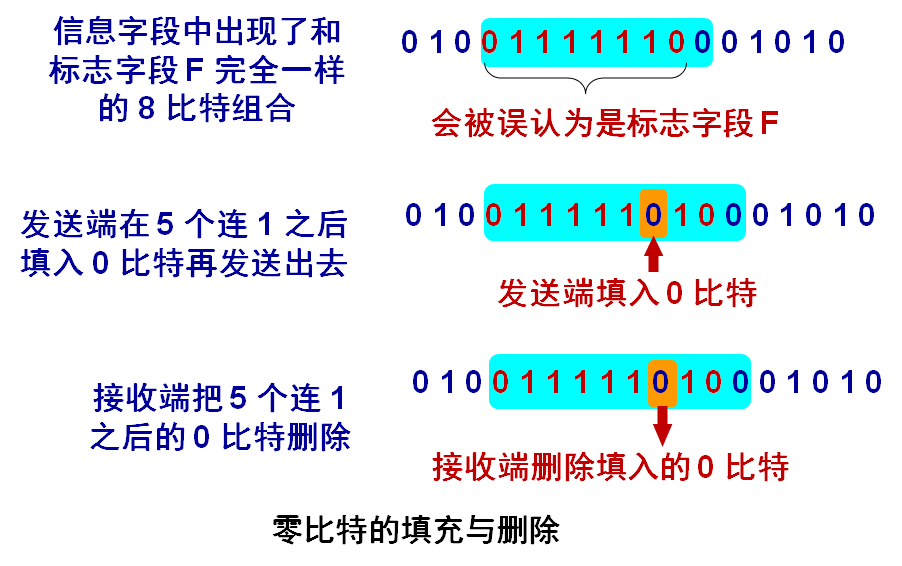 信息字段中出现了和
标志字段 F 完全一样
的 8 比特组合
0 1 0 0 1 1 1 1 1 1 0 0 0 1 0 1 0
会被误认为是标志字段 F
发送端在 5 个连 1 之后
填入 0 比特再发送出去
0 1 0 0 1 1 1 1 1 0 1 0 0 0 1 0 1 0
发送端填入 0 比特
接收端把 5 个连 1
之后的 0 比特删除
0 1 0 0 1 1 1 1 1 0 1 0 0 0 1 0 1 0
接收端删除填入的 0 比特
零比特的填充与删除